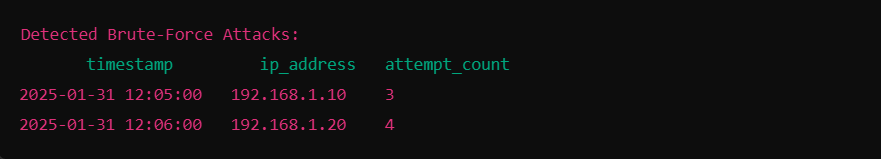 Detected Brute-Force Attacks:
timestamp ip_address attempt_count
2025-01-31 12:05:00 192.168.1.10 3
2025-01-31 12:06:00 192.168.1.20 4